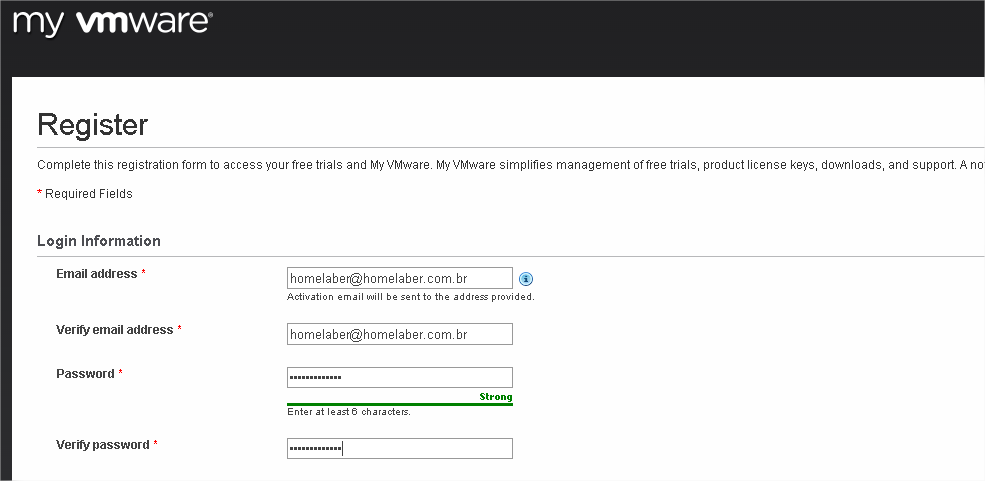 my vmware®
Register
Complete this registration form to access your free trials and My VMware. My VMware simplifies management of free trials, product license keys, downloads, and support. A no
* Required Fields
Login Information
Email address * homelaber@homelaber.com.br
Activation email will be sent to the address provided.
Verify email address * homelaber@homelaber.com.br
Password * •••••••••••••
Strong
Enter at least 6 characters.
Verify password * •••••••••••••